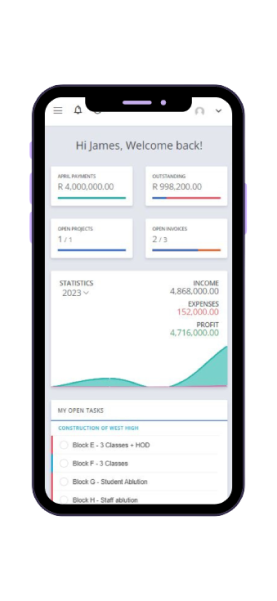 Hi James, Welcome back!
APRIL PAYMENTS
R 4,000,000.00
OUTSTANDING
R 998,200.00
OPEN PROJECTS
1 / 1
OPEN INVOICES
2 / 3
STATISTICS
2023
INCOME
4,868,000.00
EXPENSES
152,000.00
PROFIT
4,716,000.00
MY OPEN TASKS
CONSTRUCTION OF WEST HIGH
Block E - 3 Classes + HOD
Block F - 3 Classes
Block G - Student Ablution
Block H - Staff ablution